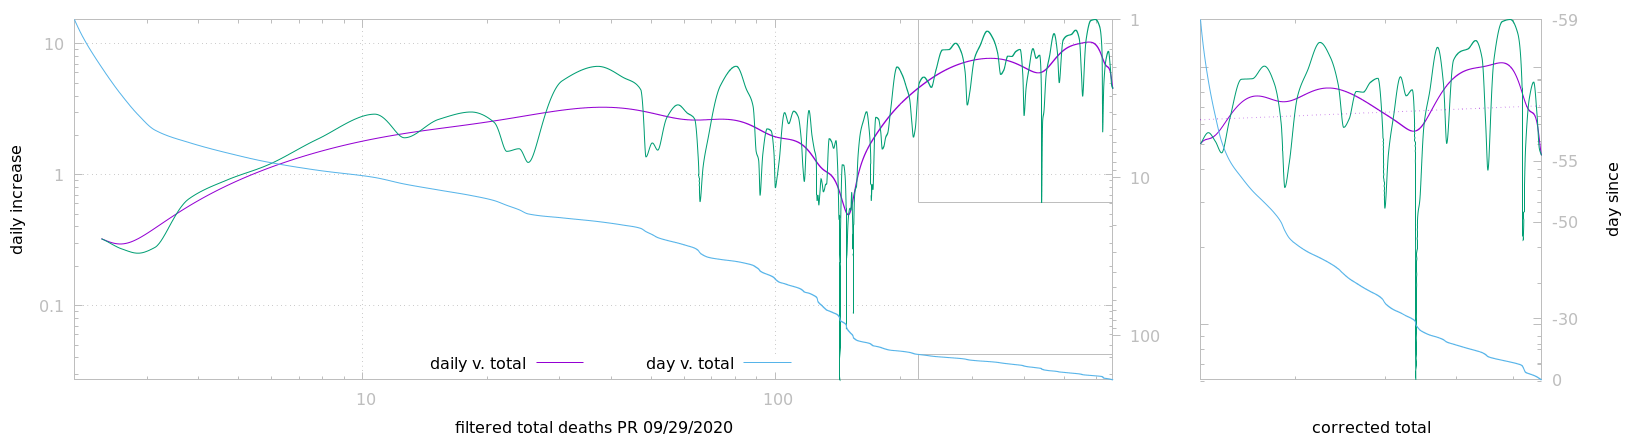 10
1
0.1
daily increase
daily v. total
day v. total
10
100
filtered total deaths PR 09/29/2020
1
10
100
-59
-55
-50
-30
0
day since
corrected total